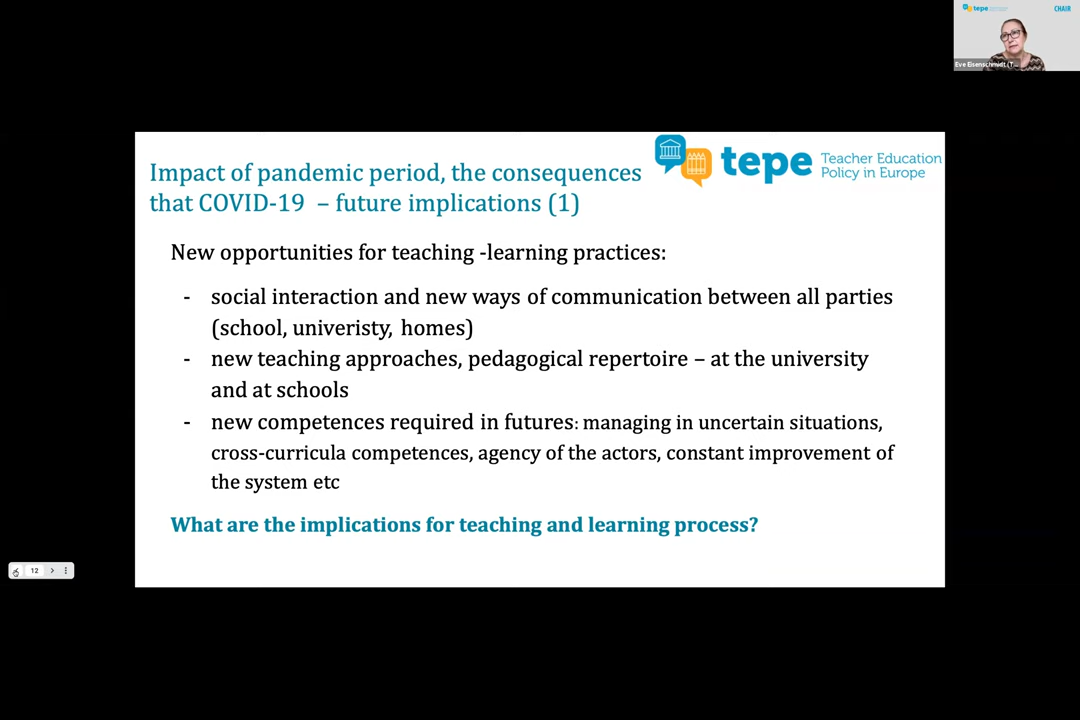 tepe
CHAIR
Eve Eisenschmidt (T...
Impact of pandemic period, the consequences
that COVID-19 – future implications (1)
tepe
Teacher Education
Policy in Europe
New opportunities for teaching -learning practices:
- social interaction and new ways of communication between all parties
(school, univeristy, homes)
- new teaching approaches, pedagogical repertoire – at the university
and at schools
- new competences required in futures: managing in uncertain situations,
cross-curricula competences, agency of the actors, constant improvement of
the system etc
What are the implications for teaching and learning process?
12